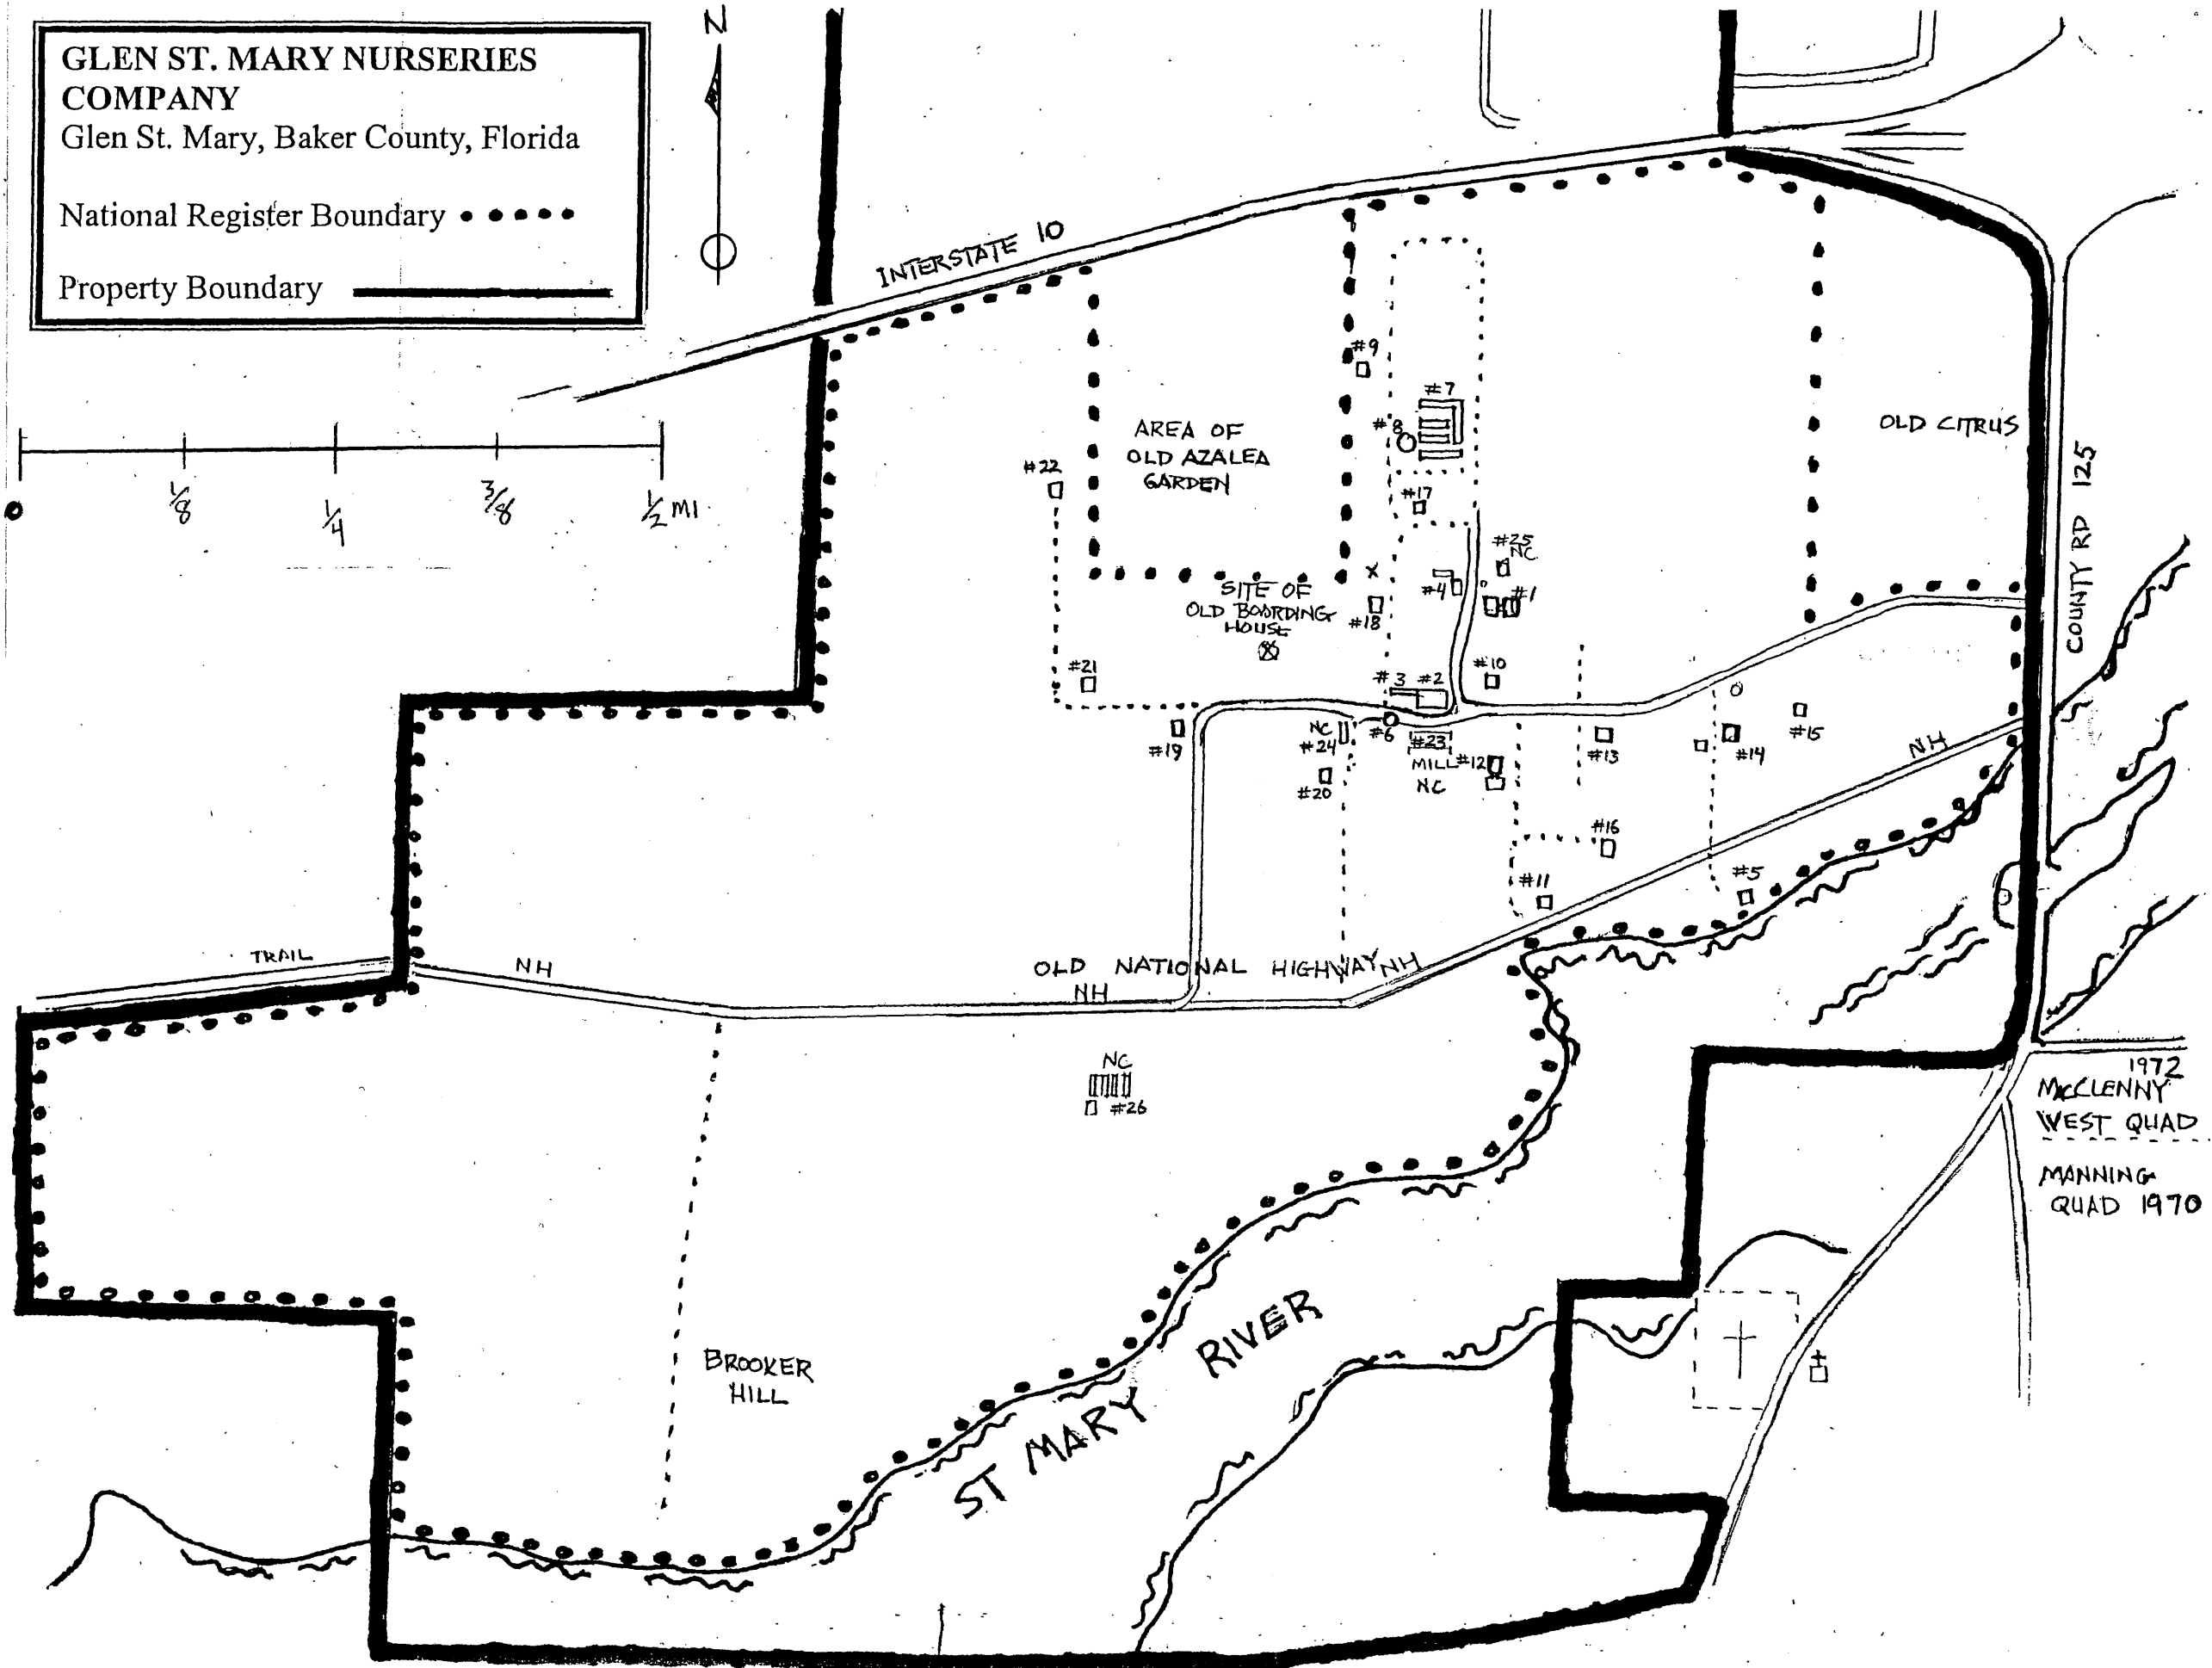 GLEN ST. MARY NURSERIES
COMPANY
Glen St. Mary, Baker County, Florida
National Register Boundary
Property Boundary
N
INTERSTATE 10
0
1/8
1/4
3/8
1/2 MI
#9
#7
#8
#17
AREA OF
OLD AZALEA
GARDEN
OLD CITRUS
COUNTY RD 125
#22
#25
NC
#4
#1
X
#18
SITE OF
OLD BOARDING
HOUSE
#21
#3 #2
#10
#19
NC
#24
#6
#23
MILL
NC
#12
#13
#14
#15
#20
NH
#16
#11
#5
TRAIL
NH
OLD NATIONAL HIGHWAY NH
NH
NC
#26
1972
McCLENNY
WEST QUAD
MANNING
QUAD 1970
BROOKER
HILL
ST MARY RIVER